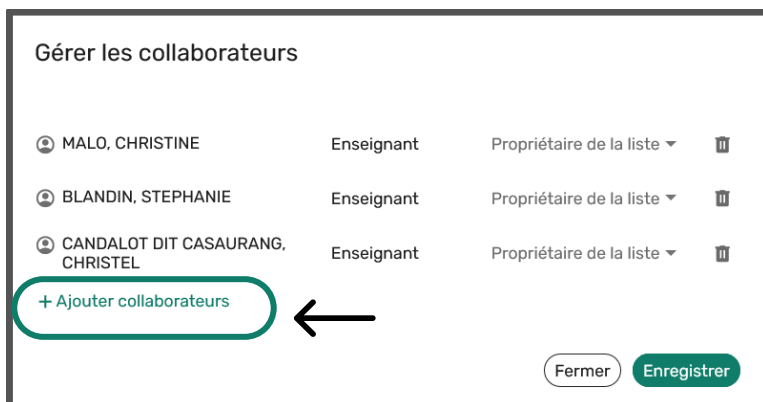 Gérer les collaborateurs
MALO, CHRISTINE Enseignant Propriétaire de la liste
BLANDIN, STEPHANIE Enseignant Propriétaire de la liste
CANDALOT DIT CASAURANG, Enseignant Propriétaire de la liste
CHRISTEL
+ Ajouter collaborateurs
Fermer Enregistrer